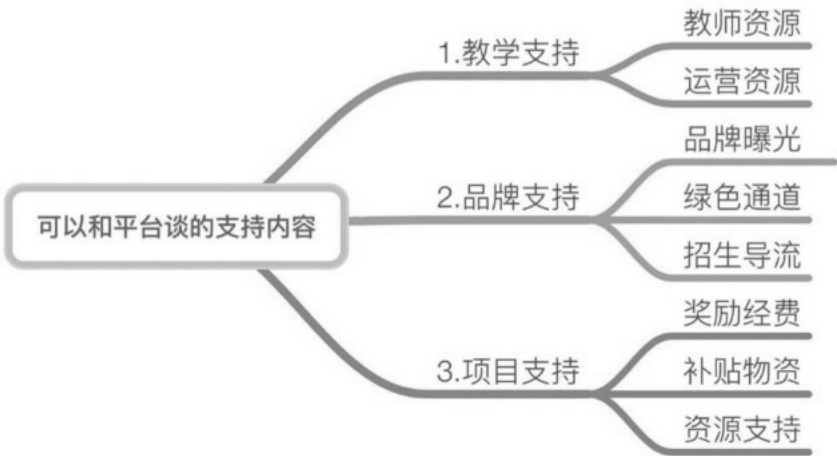 可以和平台谈的支持内容
1.教学支持
教师资源
运营资源
2.品牌支持
品牌曝光
绿色通道
招生导流
3.项目支持
奖励经费
补贴物资
资源支持